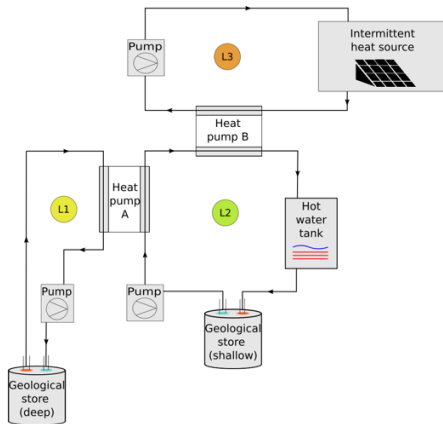 Pump
L3
Intermittent
heat source
Heat
pump B
L1
Heat
pump
A
L2
Hot
water
tank
Pump
Pump
Geological
store
(shallow)
Geological
store
(deep)